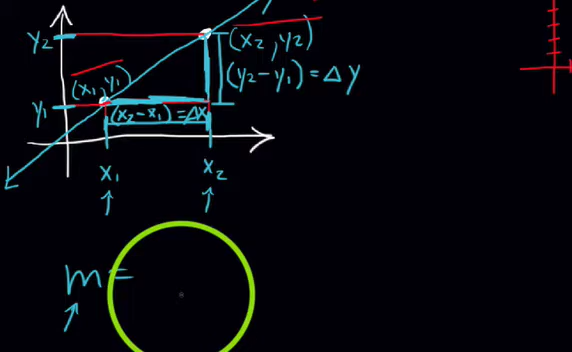 y₂
(x₂, y₂)
(y₂-y₁) = Δy
(x₁, y₁)
y₁
(x₂-x₁) = Δx
x₁
x₂
m =